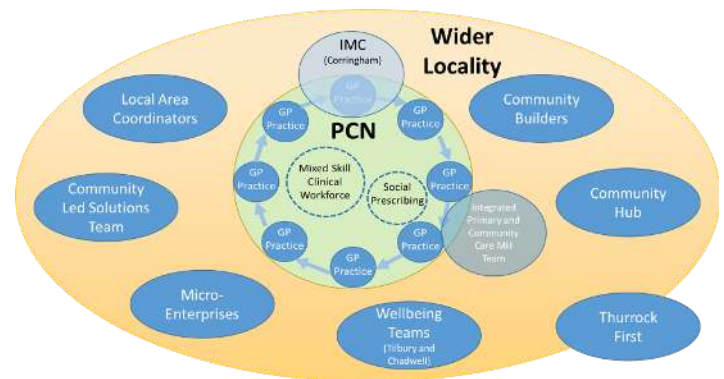 IMC
(Corringham)
Wider
Locality
Local Area
Coordinators
Community
Builders
GP
Practice
GP
Practice
GP
Practice
PCN
Community
Led Solutions
Team
GP
Practice
Mixed Skill
Clinical
Workforce
Social
Prescribing
GP
Practice
Community
Hub
Integrated
Primary and
Community
Care MH
Team
GP
Practice
GP
Practice
GP
Practice
Micro-
Enterprises
Wellbeing
Teams
(Tilbury and
Chadwell)
Thurrock
First